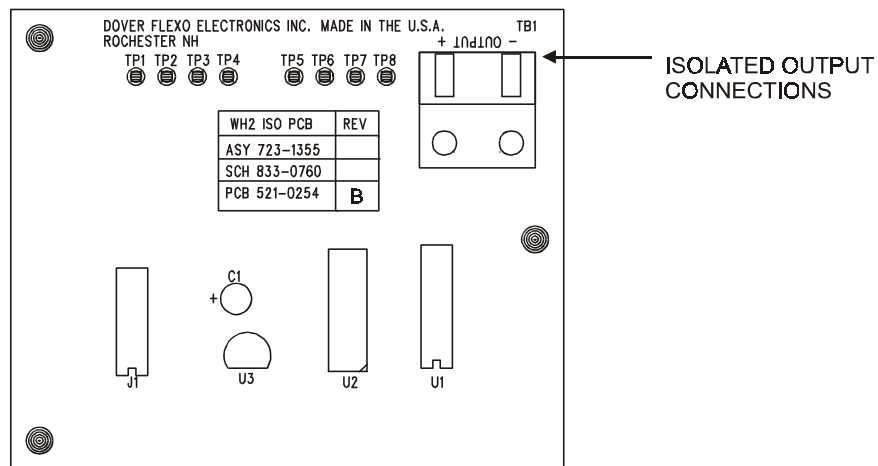 DOVER FLEXO ELECTRONICS INC. MADE IN THE U.S.A. TB1
ROCHESTER NH
+ OUTPUT -
TP1 TP2 TP3 TP4 TP5 TP6 TP7 TP8
ISOLATED OUTPUT
CONNECTIONS
WH2 ISO PCB REV
ASY 723-1355
SCH 833-0760
PCB 521-0254 B
C1
+
J1 U3 U2 U1